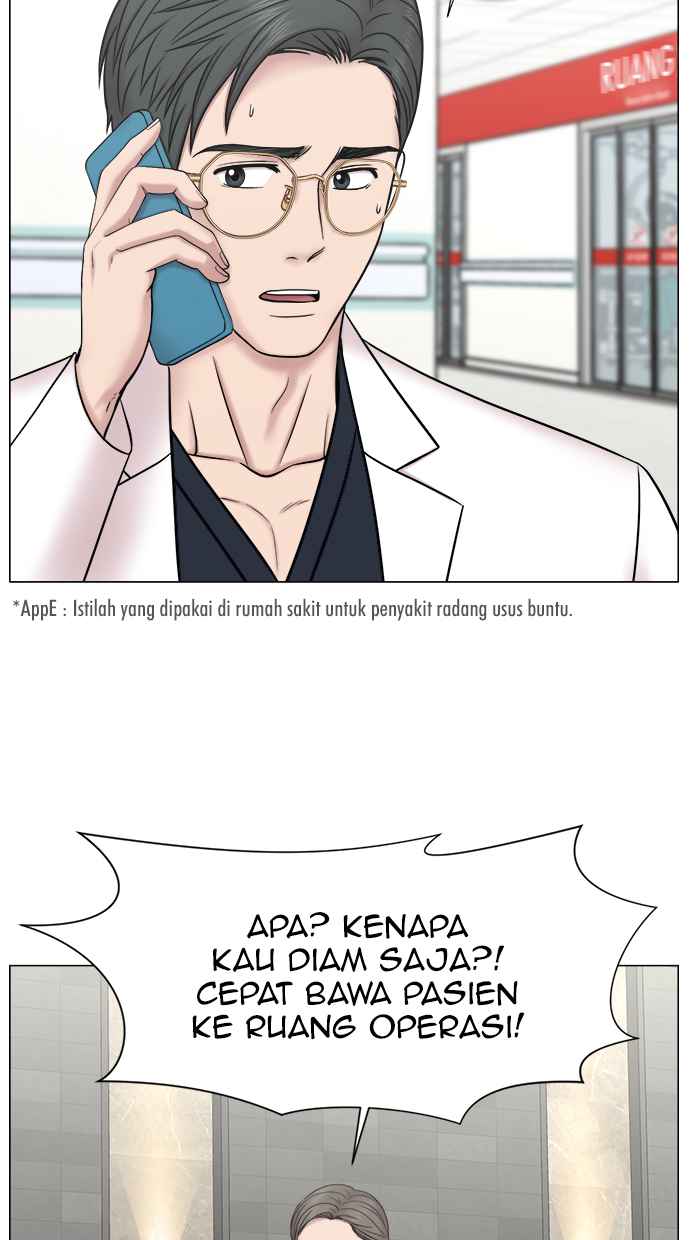 RUANG
*AppE : Istilah yang dipakai di rumah sakit untuk penyakit radang usus buntu.
APA? KENAPA
KAU DIAM SAJA?!
CEPAT BAWA PASIEN
KE RUANG OPERASI!